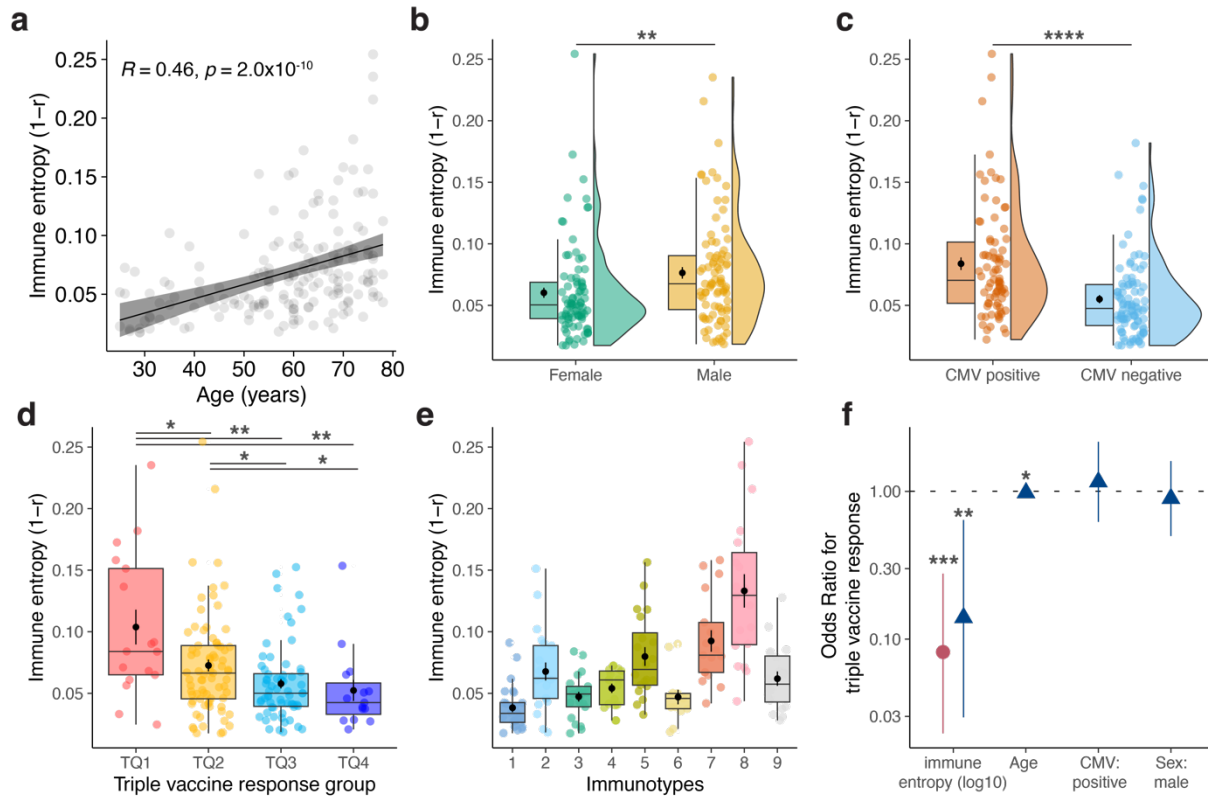 a
R = 0.46, p = 2.0x10⁻¹⁰
Immune entropy (1−r)
0.25
0.20
0.15
0.10
0.05
30 40 50 60 70 80
Age (years)
b
**
Immune entropy (1−r)
0.25
0.20
0.15
0.10
0.05
Female Male
c
****
Immune entropy (1−r)
0.25
0.20
0.15
0.10
0.05
CMV positive CMV negative
d
* ** **
* *
Immune entropy (1−r)
0.25
0.20
0.15
0.10
0.05
TQ1 TQ2 TQ3 TQ4
Triple vaccine response group
e
Immune entropy (1−r)
0.25
0.20
0.15
0.10
0.05
1 2 3 4 5 6 7 8 9
Immunotypes
f
Odds Ratio for
triple vaccine response
1.00
0.30
0.10
0.03
*** ** *
immune
entropy (log10)
Age
CMV:
positive
Sex:
male